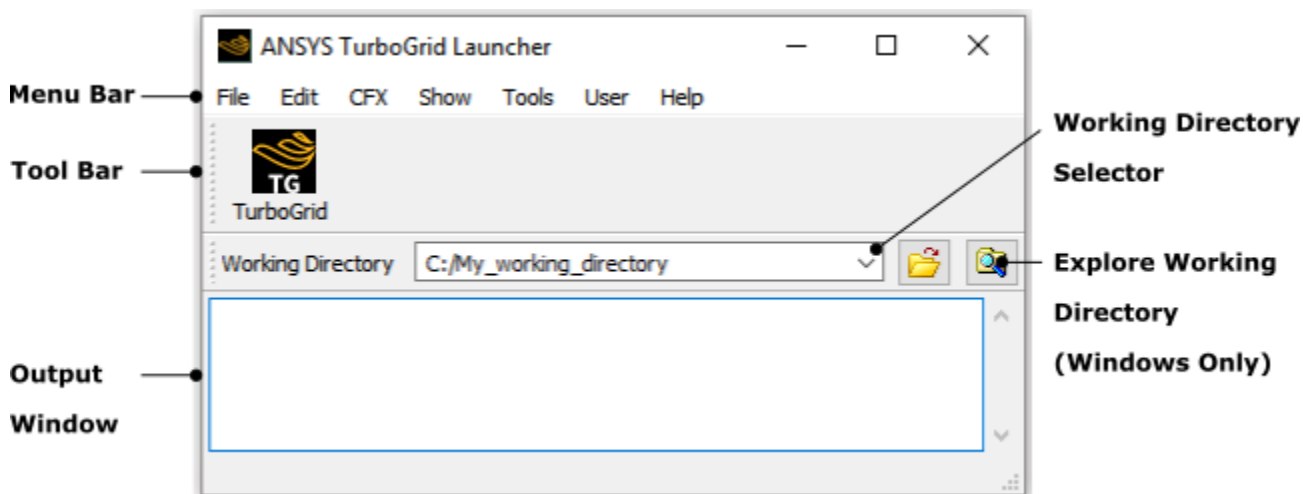 ANSYS TurboGrid Launcher
Menu Bar
File Edit CFX Show Tools User Help
Working Directory
Selector
Tool Bar
TG
TurboGrid
Working Directory C:/My_working_directory
Explore Working
Directory
(Windows Only)
Output
Window